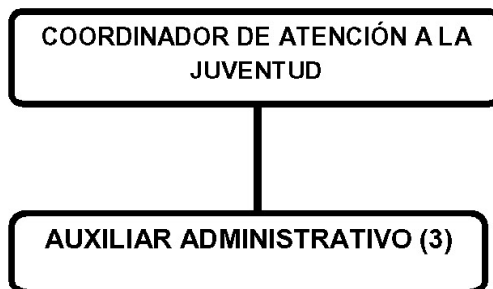 COORDINADOR DE ATENCIÓN A LA
JUVENTUD
AUXILIAR ADMINISTRATIVO (3)